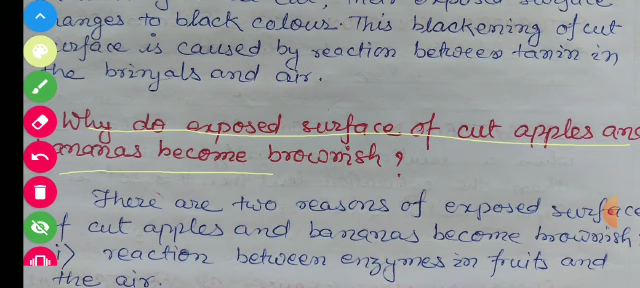 changes to black colour. This blackening of cut
surface is caused by reaction between tanin in
the brinjals and air.
Why do exposed surface of cut apples and
bananas become brownish ?
There are two reasons of exposed surface
of cut apples and bananas become brownish.
i) reaction between enzymes in fruits and
the air.